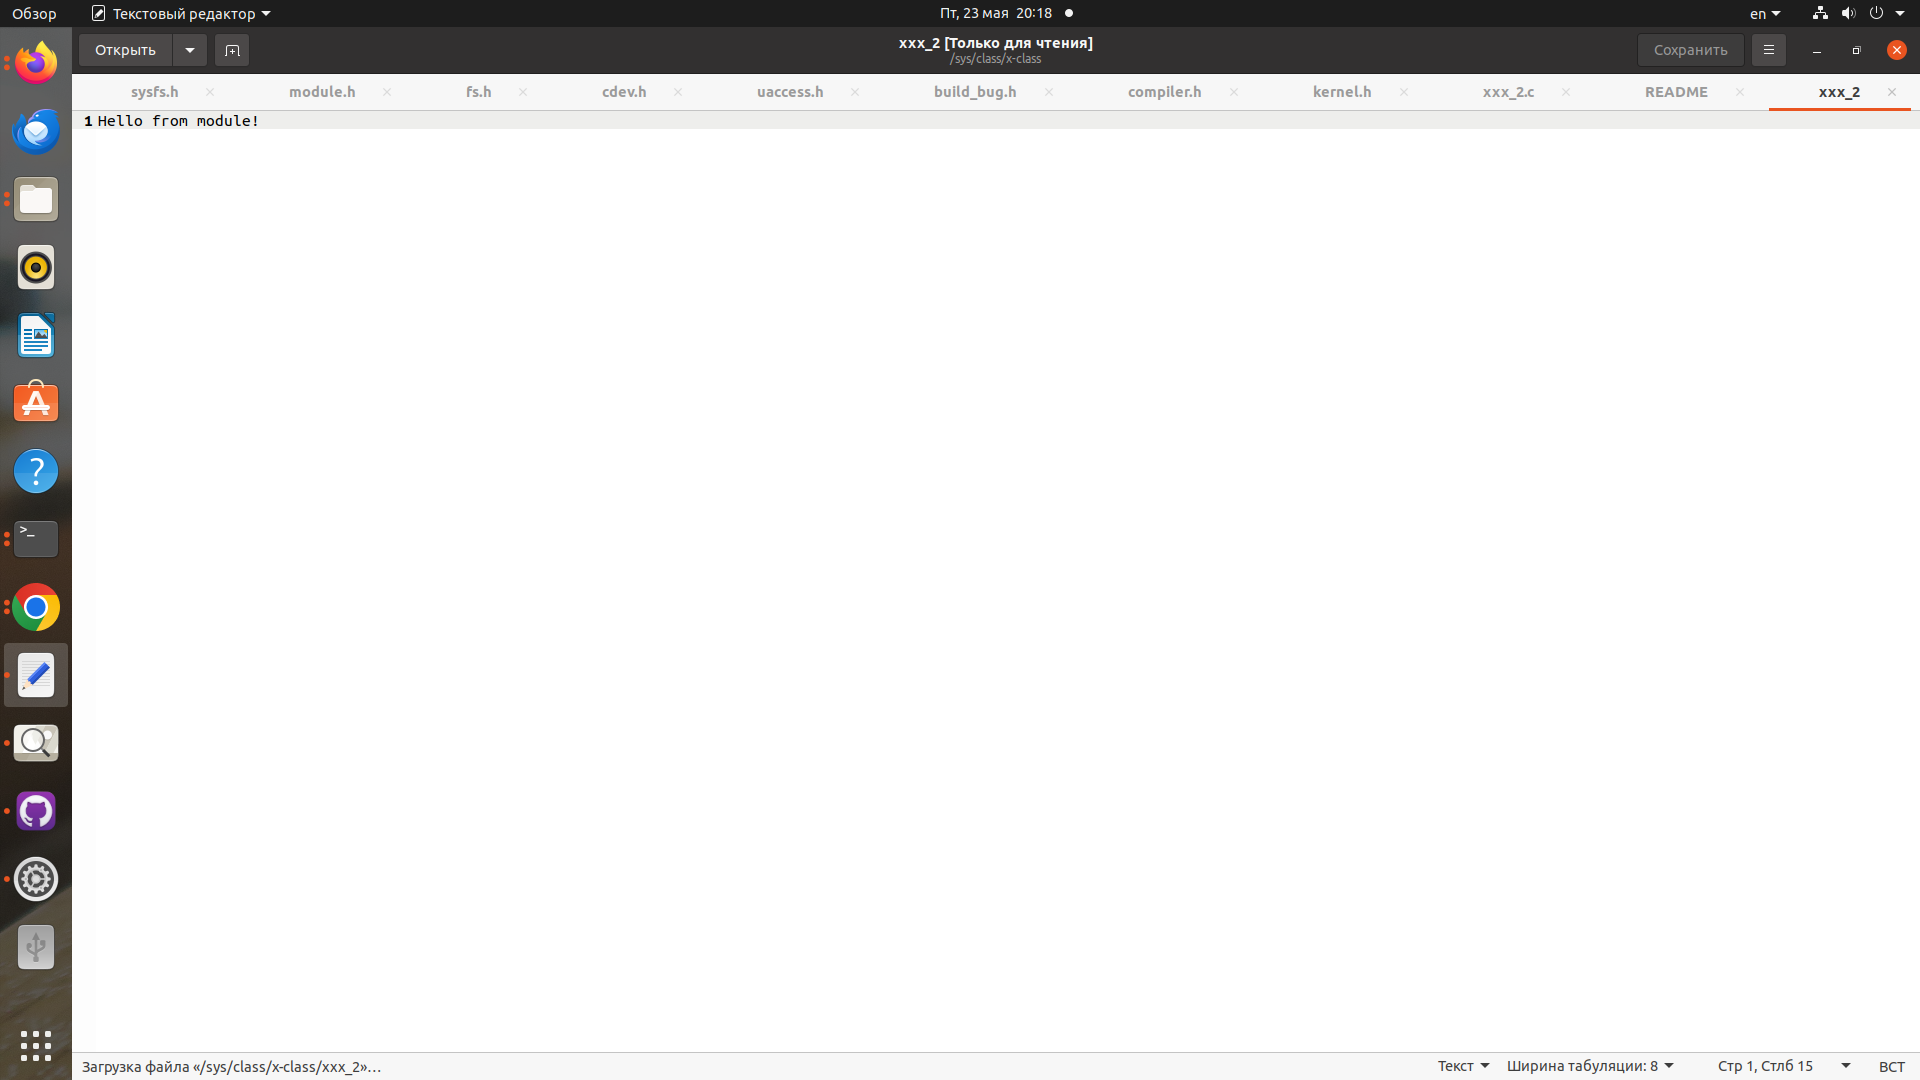 Обзор Текстовый редактор Пт, 23 мая 20:18 en
Открыть xxx_2 [Только для чтения] Сохранить
/sys/class/x-class
sysfs.h module.h fs.h cdev.h uaccess.h build_bug.h compiler.h kernel.h xxx_2.c README xxx_2
1 Hello from module!
>_
Загрузка файла «/sys/class/x-class/xxx_2»… Текст Ширина табуляции: 8 Стр 1, Стлб 15 ВСТ